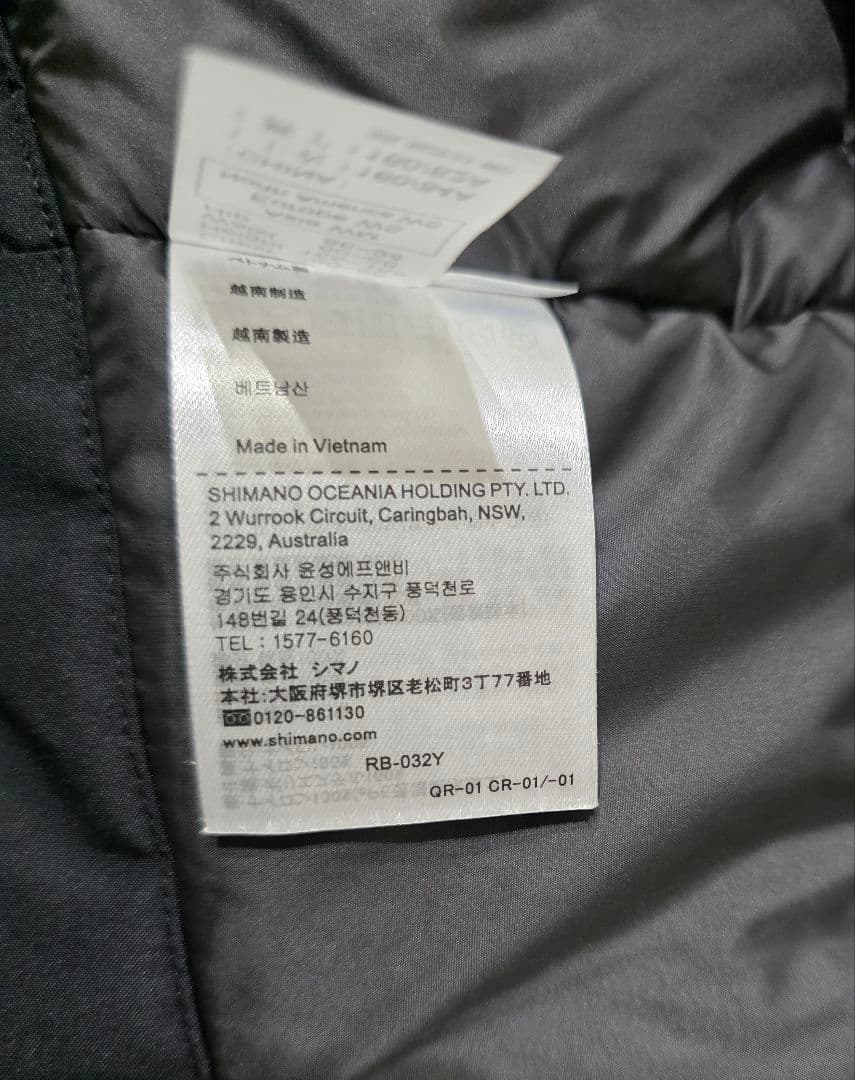 越南制造
越南製造
베트남산
Made in Vietnam
SHIMANO OCEANIA HOLDING PTY. LTD.
2 Wurrook Circuit, Caringbah, NSW,
2229, Australia
주식회사 윤성에프앤비
경기도 용인시 수지구 풍덕천로
148번길 24(풍덕천동)
TEL : 1577-6160
株式会社 シマノ
本社:大阪府堺市堺区老松町3丁77番地
0120-861130
www.shimano.com
RB-032Y
QR-01 CR-01/-01